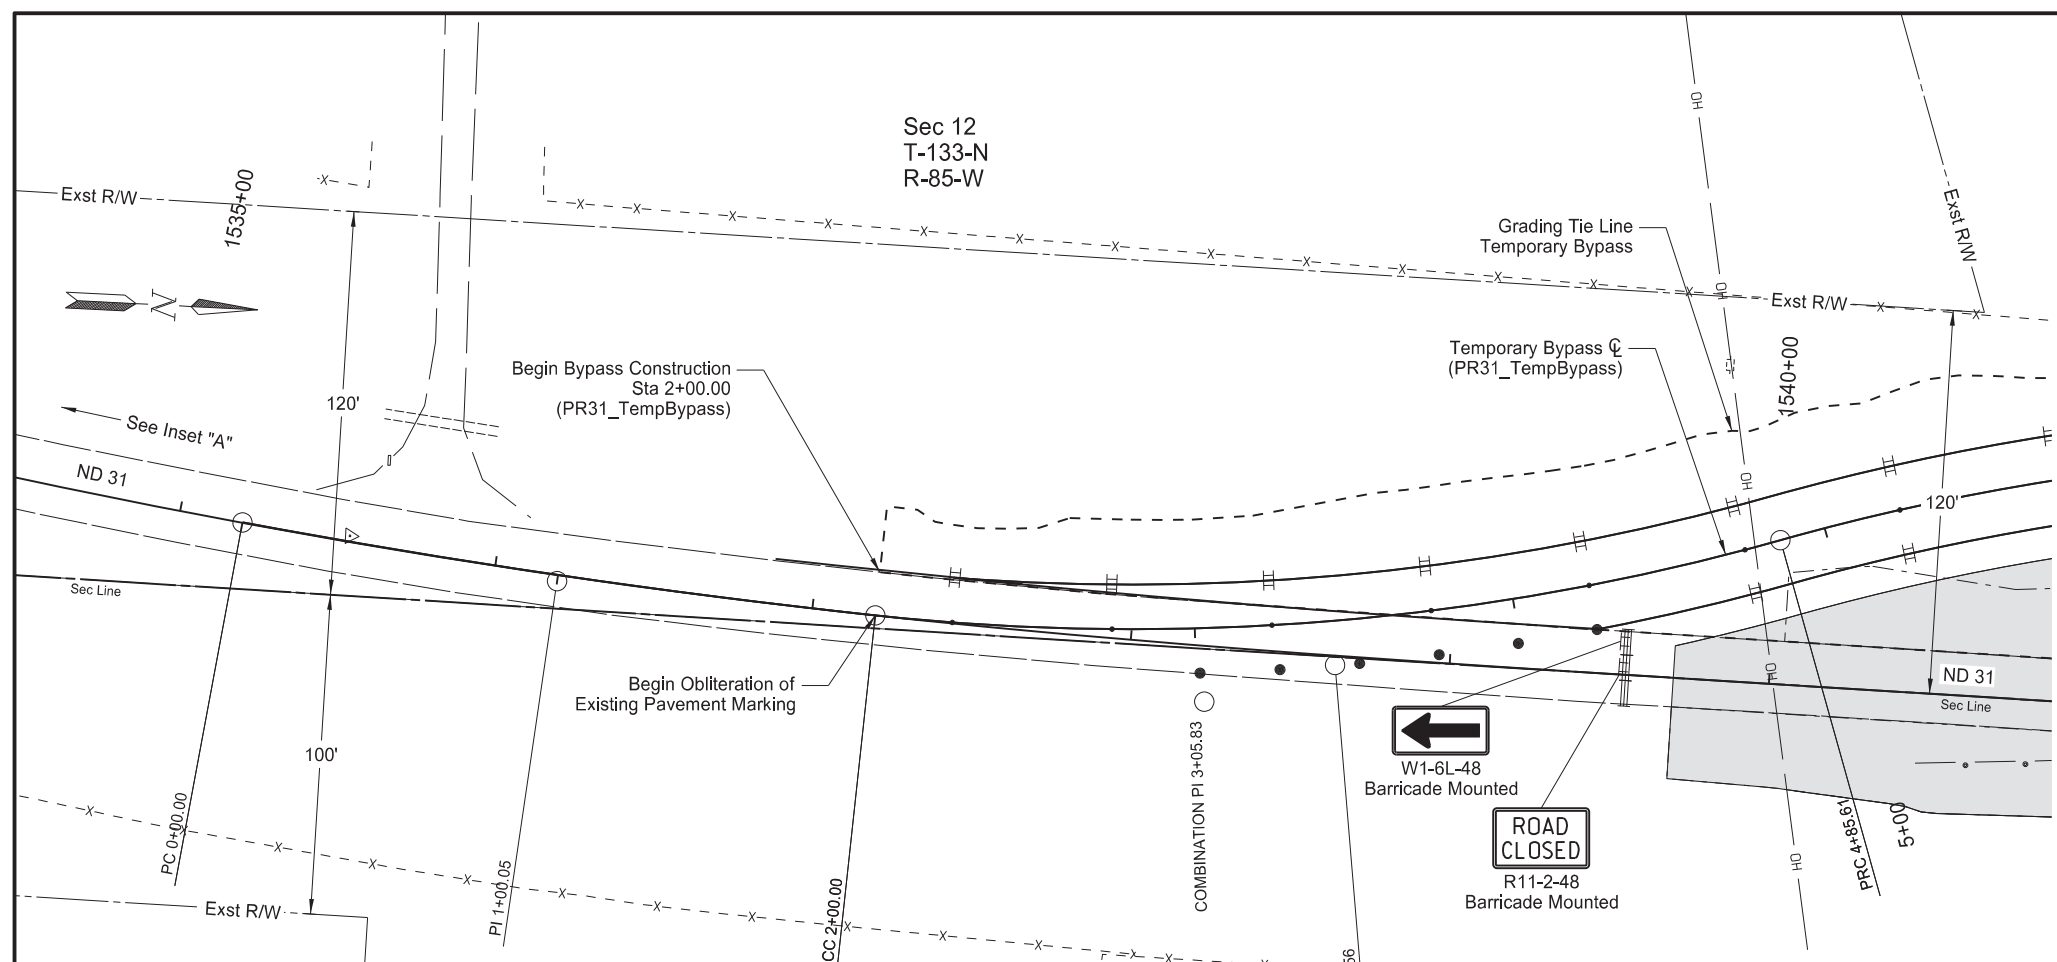 Sec 12
T-133-N
R-85-W
Exst R/W
1535+00
N
120'
See Inset "A"
ND 31
Sec Line
Begin Bypass Construction
Sta 2+00.00
(PR31_TempBypass)
Grading Tie Line
Temporary Bypass
OH
OH
Exst R/W
Exst R/W
Temporary Bypass ℄
(PR31_TempBypass)
1540+00
OH
120'
Begin Obliteration of
Existing Pavement Marking
OH
ND 31
Sec Line
100'
PC 0+00.00
PI 1+00.05
CC 2+00.00
COMBINATION PI 3+05.83
W1-6L-48
Barricade Mounted
ROAD
CLOSED
R11-2-48
Barricade Mounted
OH
PRC 4+85.61
5+00
Exst R/W
56